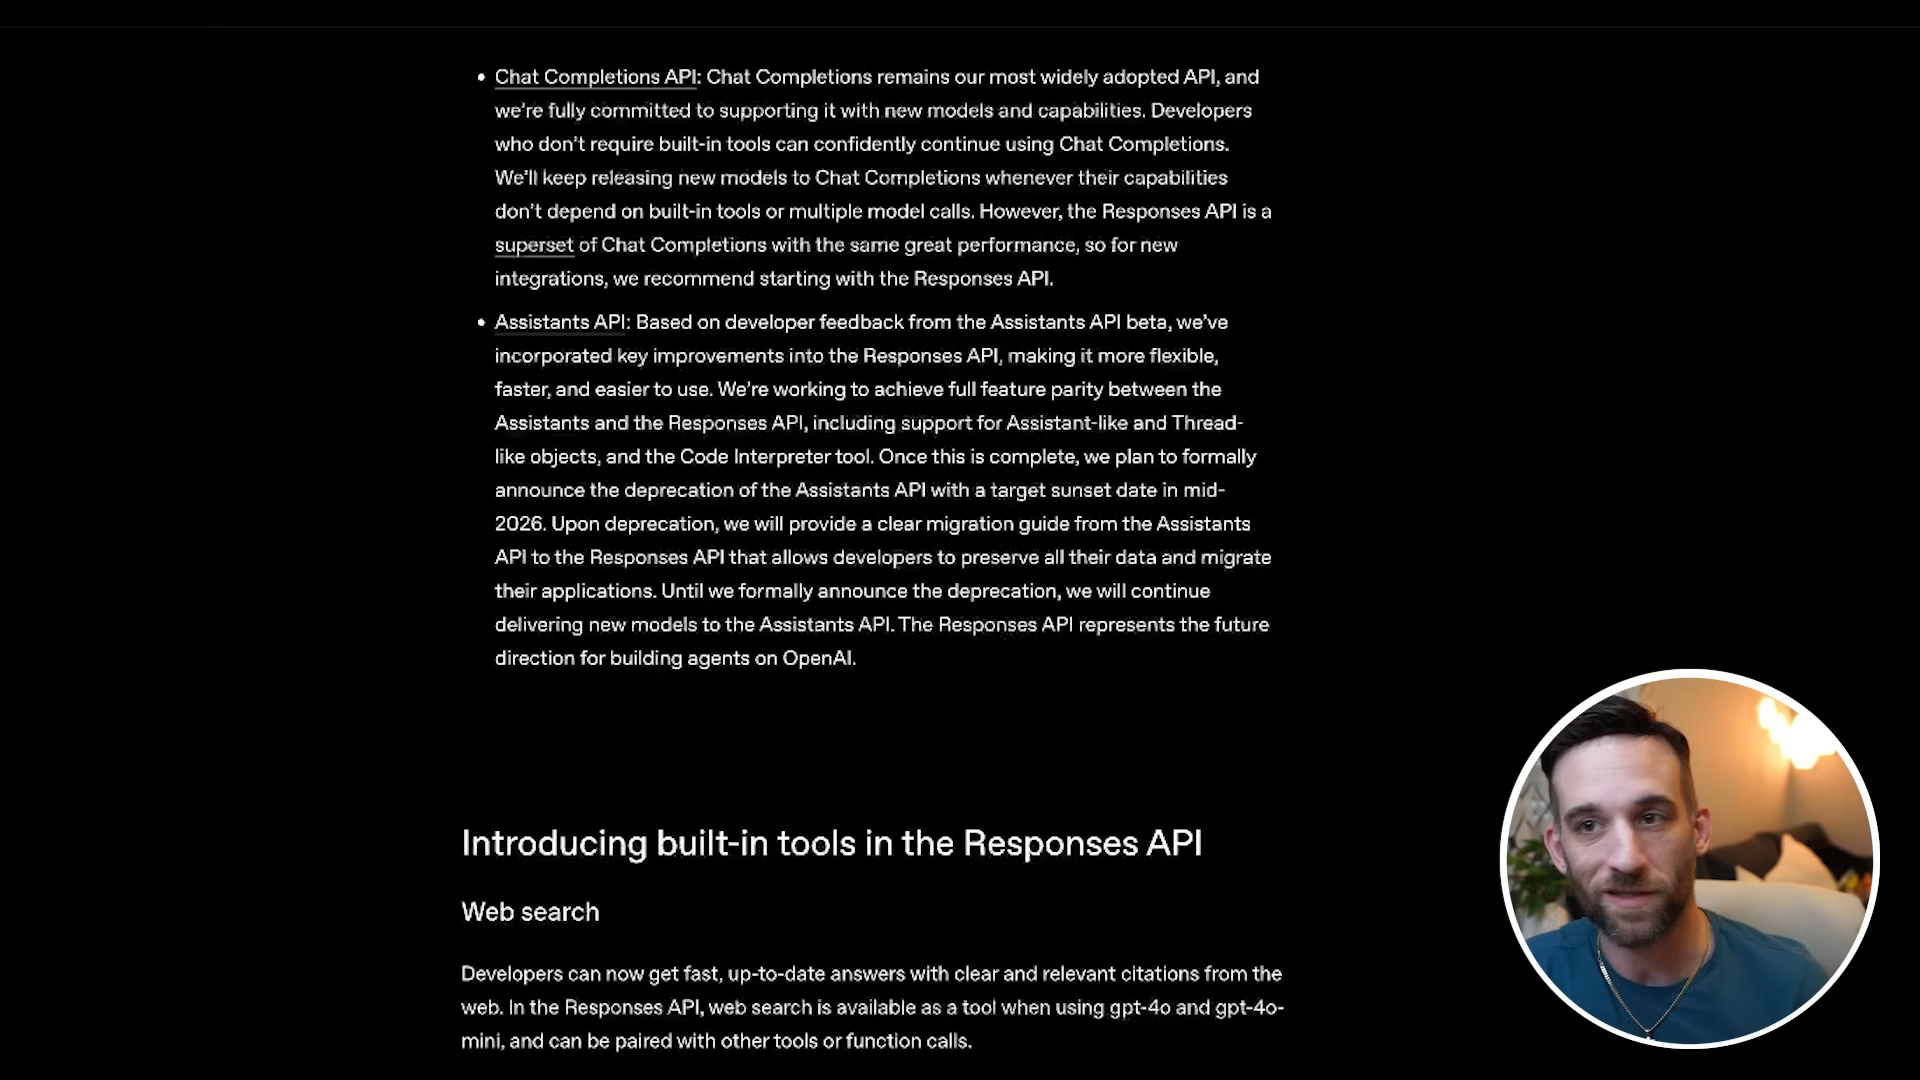 • Chat Completions API: Chat Completions remains our most widely adopted API, and
we’re fully committed to supporting it with new models and capabilities. Developers
who don’t require built-in tools can confidently continue using Chat Completions.
We’ll keep releasing new models to Chat Completions whenever their capabilities
don’t depend on built-in tools or multiple model calls. However, the Responses API is a
superset of Chat Completions with the same great performance, so for new
integrations, we recommend starting with the Responses API.
• Assistants API: Based on developer feedback from the Assistants API beta, we’ve
incorporated key improvements into the Responses API, making it more flexible,
faster, and easier to use. We’re working to achieve full feature parity between the
Assistants and the Responses API, including support for Assistant-like and Thread-
like objects, and the Code Interpreter tool. Once this is complete, we plan to formally
announce the deprecation of the Assistants API with a target sunset date in mid-
2026. Upon deprecation, we will provide a clear migration guide from the Assistants
API to the Responses API that allows developers to preserve all their data and migrate
their applications. Until we formally announce the deprecation, we will continue
delivering new models to the Assistants API. The Responses API represents the future
direction for building agents on OpenAI.
Introducing built-in tools in the Responses API
Web search
Developers can now get fast, up-to-date answers with clear and relevant citations from the
web. In the Responses API, web search is available as a tool when using gpt-4o and gpt-4o-
mini, and can be paired with other tools or function calls.